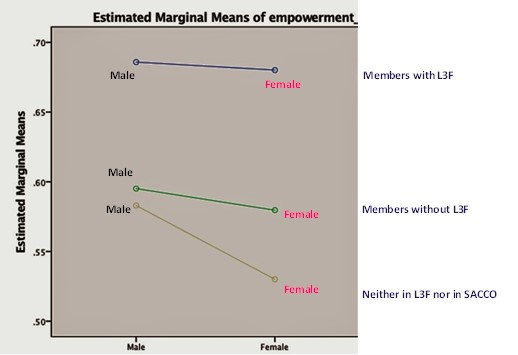 Estimated Marginal Means of empowerment_
.70
.65
.60
.55
.50
Estimated Marginal Means
Male
Female
Members with L3F
Male
Male
Female
Members without L3F
Female
Neither in L3F nor in SACCO
Male
Female